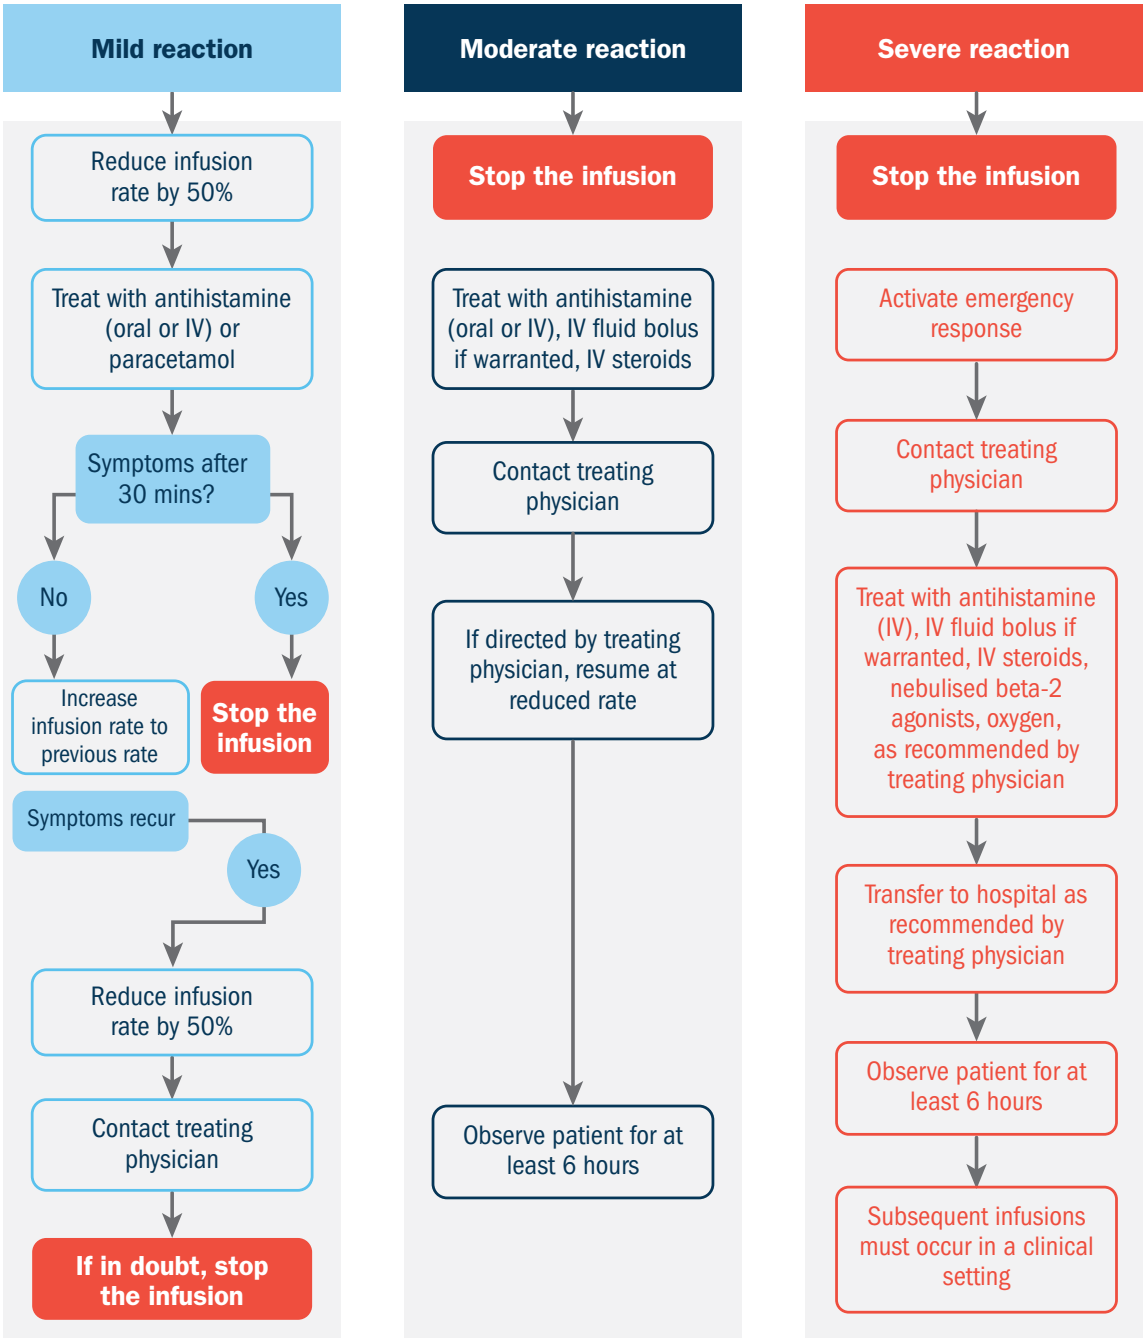 Mild reaction
Reduce infusion
rate by 50%
Treat with antihistamine
(oral or IV) or
paracetamol
Symptoms after
30 mins?
No
Yes
Increase
infusion rate to
previous rate
Stop the
infusion
Symptoms recur
Yes
Reduce infusion
rate by 50%
Contact treating
physician
If in doubt, stop
the infusion
Moderate reaction
Stop the infusion
Treat with antihistamine
(oral or IV), IV fluid bolus
if warranted, IV steroids
Contact treating
physician
If directed by treating
physician, resume at
reduced rate
Observe patient for at
least 6 hours
Severe reaction
Stop the infusion
Activate emergency
response
Contact treating
physician
Treat with antihistamine
(IV), IV fluid bolus if
warranted, IV steroids,
nebulised beta-2
agonists, oxygen,
as recommended by
treating physician
Transfer to hospital as
recommended by
treating physician
Observe patient for at
least 6 hours
Subsequent infusions
must occur in a clinical
setting